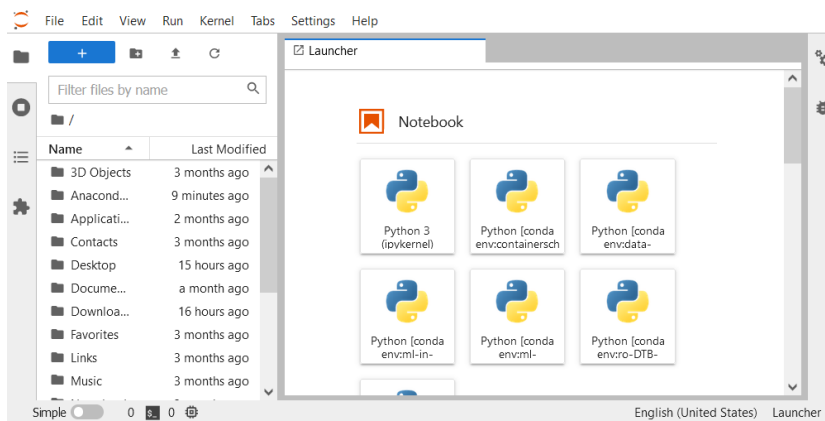 File Edit View Run Kernel Tabs Settings Help
+
Launcher
Filter files by name
/
Name Last Modified
3D Objects 3 months ago
Anacond... 9 minutes ago
Applicati... 2 months ago
Contacts 3 months ago
Desktop 15 hours ago
Docume... a month ago
Downloa... 16 hours ago
Favorites 3 months ago
Links 3 months ago
Music 3 months ago
Notebook
Python 3
(ipykernel)
Python [conda
env:containersch
Python [conda
env:data-
Python [conda
env:ml-in-
Python [conda
env:ml-
Python [conda
env:ro-DTB-
Simple 0 $_ 0 English (United States) Launcher